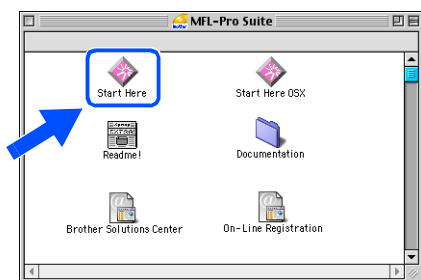 MFL-Pro Suite
Start Here
Start Here OSX
Readme!
Documentation
Brother Solutions Center
On-Line Registration